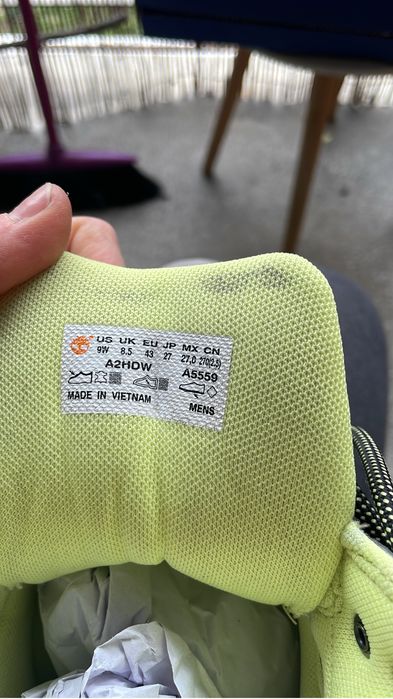 US UK EU JP MX CN
9W 8.5 43 27 27.0 270(2.5)
A2HDW A5559
MADE IN VIETNAM
MENS